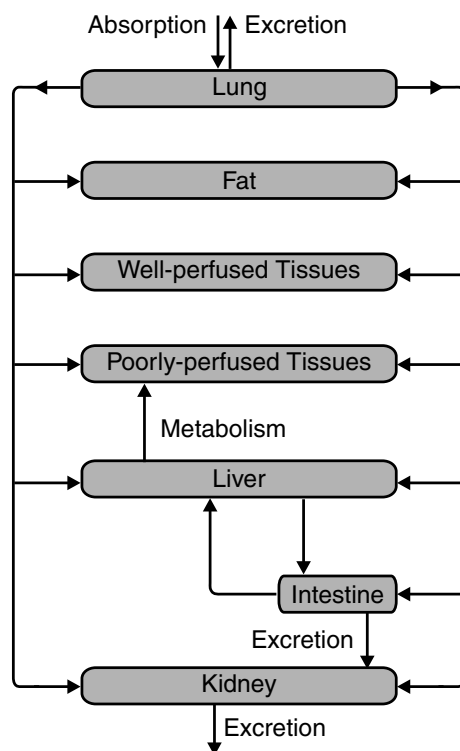 Absorption Excretion
Lung
Fat
Well-perfused Tissues
Poorly-perfused Tissues
Metabolism
Liver
Intestine
Excretion
Kidney
Excretion